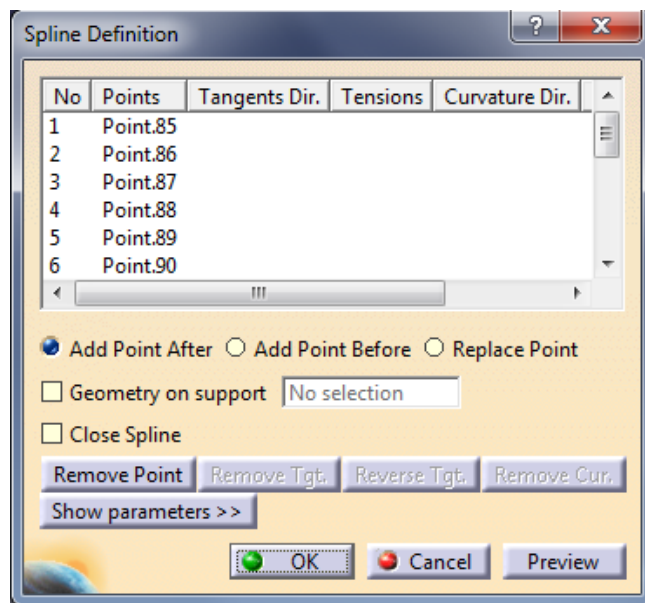 Spline Definition
?
X
No Points Tangents Dir. Tensions Curvature Dir.
1 Point.85
2 Point.86
3 Point.87
4 Point.88
5 Point.89
6 Point.90
Add Point After Add Point Before Replace Point
Geometry on support No selection
Close Spline
Remove Point Remove Tgt. Reverse Tgt. Remove Cur.
Show parameters >>
OK Cancel Preview